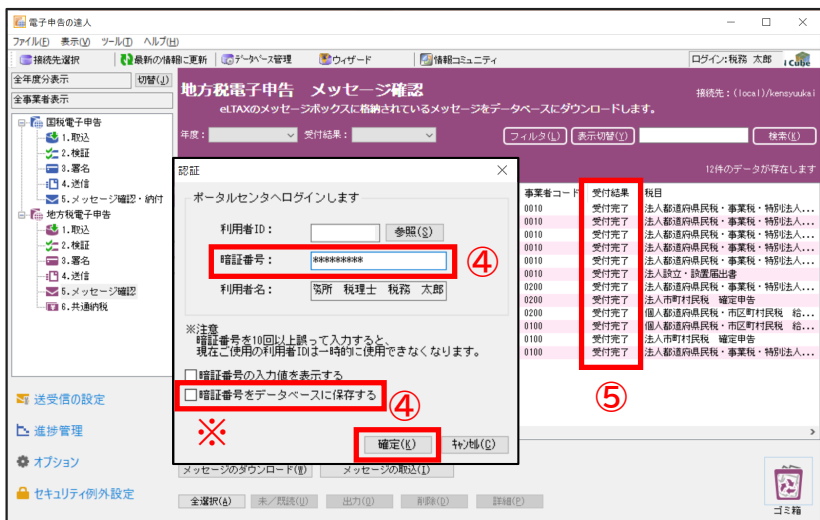 電子申告の達人
ファイル(F) 表示(V) ツール(T) ヘルプ(H)
接続先選択 最新の情報に更新 データベース管理 ウィザード 情報コミュニティ ログイン:税務 太郎 iCube
全年度分表示 切替(J)
全事業者表示
国税電子申告
1.取込
2.検証
3.署名
4.送信
5.メッセージ確認・納付
地方税電子申告
1.取込
2.検証
3.署名
4.送信
5.メッセージ確認
6.共通納税
送受信の設定
進捗管理
オプション
セキュリティ例外設定
地方税電子申告 メッセージ確認
接続先:(local)/kensyuukai
eLTAXのメッセージボックスに格納されているメッセージをデータベースにダウンロードします。
年度: 受付結果: フィルタ(L) 表示切替(Y) 検索(K)
12件のデータが存在します
事業者コード 受付結果 税目
0010 受付完了 法人都道府県民税・事業税・特別法人...
0010 受付完了 法人都道府県民税・事業税・特別法人...
0010 受付完了 法人都道府県民税・事業税・特別法人...
0010 受付完了 法人都道府県民税・事業税・特別法人...
0010 受付完了 法人都道府県民税・事業税・特別法人...
0010 受付完了 法人設立・設置届出書
0200 受付完了 法人都道府県民税・事業税・特別法人...
0200 受付完了 法人市町村民税 確定申告
0200 受付完了 個人都道府県民税・市区町村民税 給...
0100 受付完了 個人都道府県民税・市区町村民税 給...
0100 受付完了 法人市町村民税 確定申告
0100 受付完了 法人都道府県民税・事業税・特別法人...
⑤
認証
ポータルセンタへログインします
利用者ID: 参照(S)
暗証番号: *********
④
利用者名: 務所 税理士 税務 太郎
※注意
暗証番号を10回以上誤って入力すると、
現在ご使用の利用者IDは一時的に使用できなくなります。
暗証番号の入力値を表示する
暗証番号をデータベースに保存する
④
※
確定(K) キャンセル(C)
メッセージのダウンロード(W) メッセージの取込(I)
全選択(A) 未/既読(U) 出力(O) 削除(D) 詳細(P)
ゴミ箱